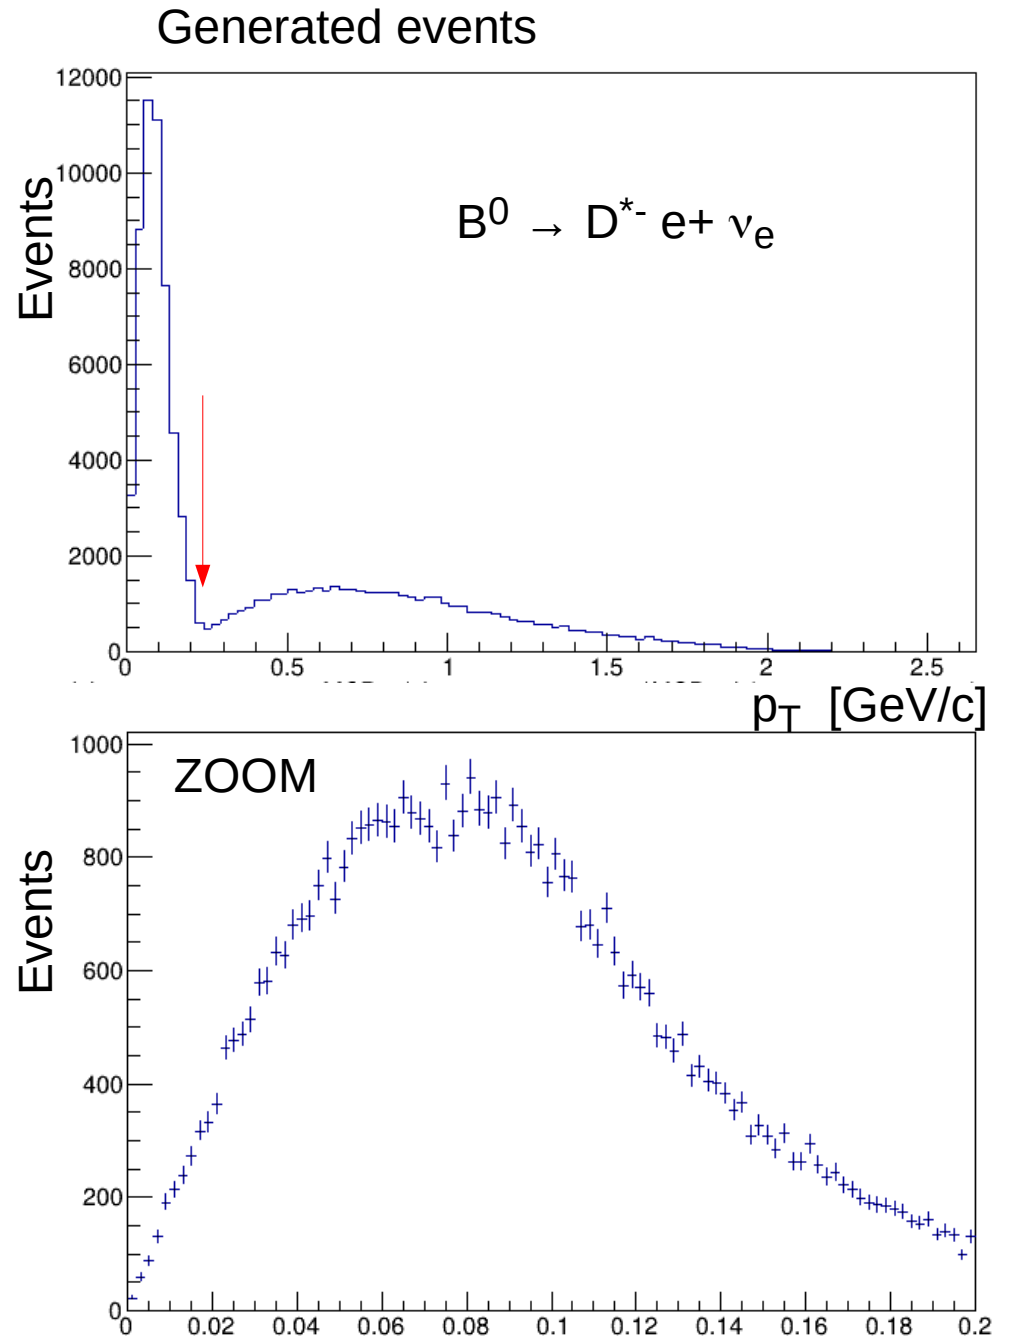 Generated events
12000
10000
8000
6000
4000
2000
0
Events
B⁰ → D*⁻ e+ νₑ
0 0.5 1 1.5 2 2.5
p_T [GeV/c]
ZOOM
1000
800
600
400
200
0
Events
0 0.02 0.04 0.06 0.08 0.1 0.12 0.14 0.16 0.18 0.2